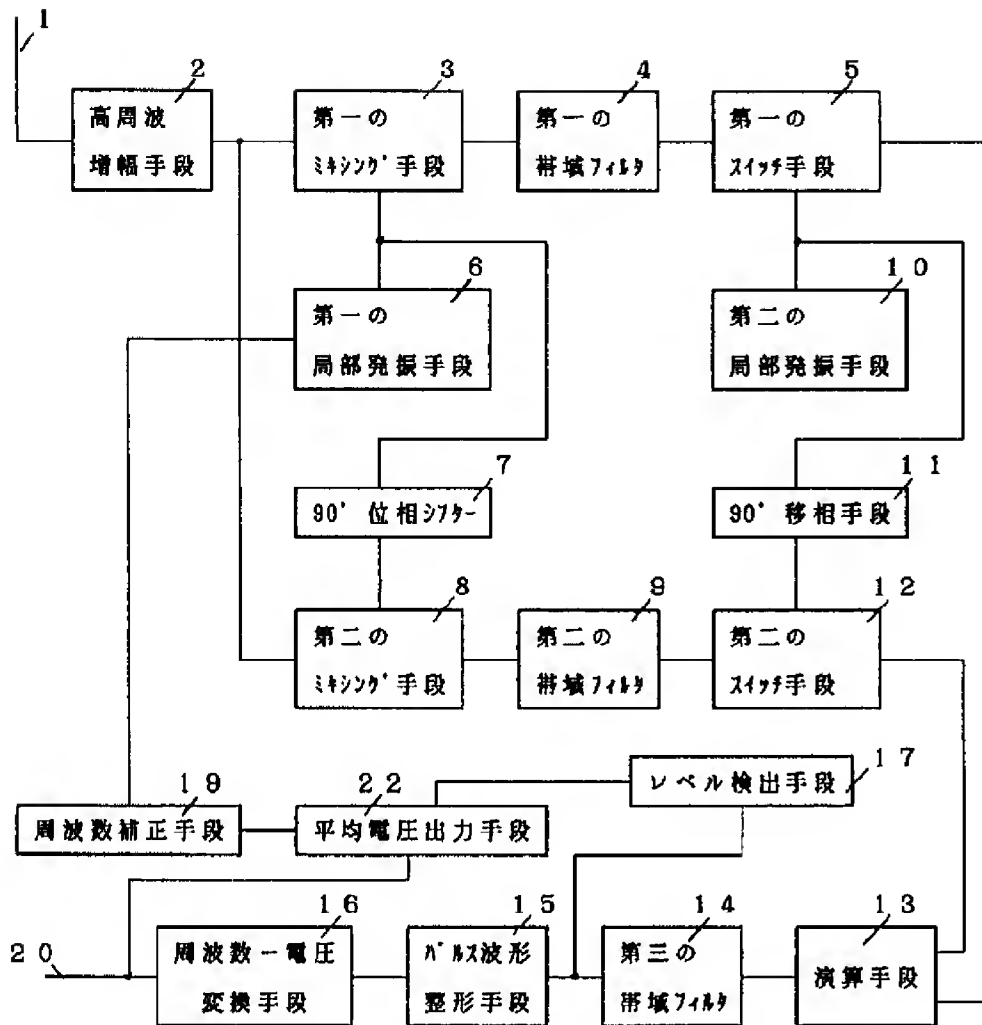 1
2
3
4
5
高周波
増幅手段
第一の
ミキシング゙手段
第一の
帯域フィルタ
第一の
スイッチ手段
6
10
第一の
局部発振手段
第二の
局部発振手段
7
11
90°位相シフター
90°移相手段
8
9
12
第二の
ミキシング゙手段
第二の
帯域フィルタ
第二の
スイッチ手段
19
22
17
周波数補正手段
平均電圧出力手段
レベル検出手段
16
15
14
13
20
周波数ー電圧
変換手段
パルス波形
整形手段
第三の
帯域フィルタ
演算手段